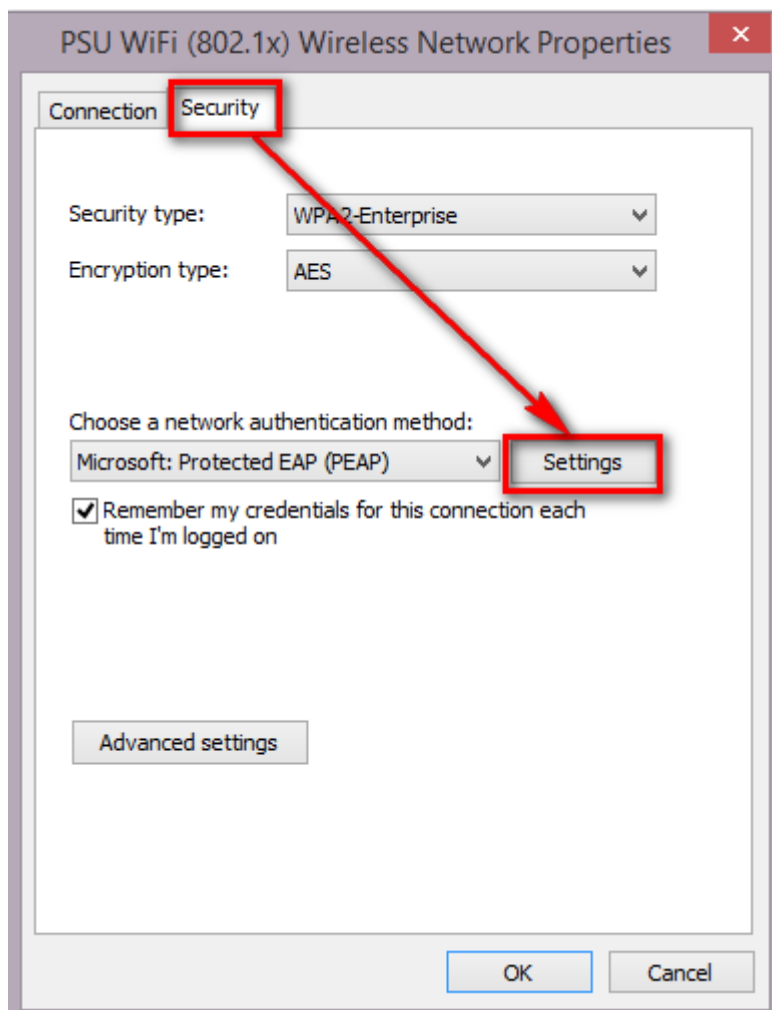 PSU WiFi (802.1x) Wireless Network Properties
Connection Security
Security type: WPA2-Enterprise
Encryption type: AES
Choose a network authentication method:
Microsoft: Protected EAP (PEAP) Settings
Remember my credentials for this connection each
time I'm logged on
Advanced settings
OK Cancel